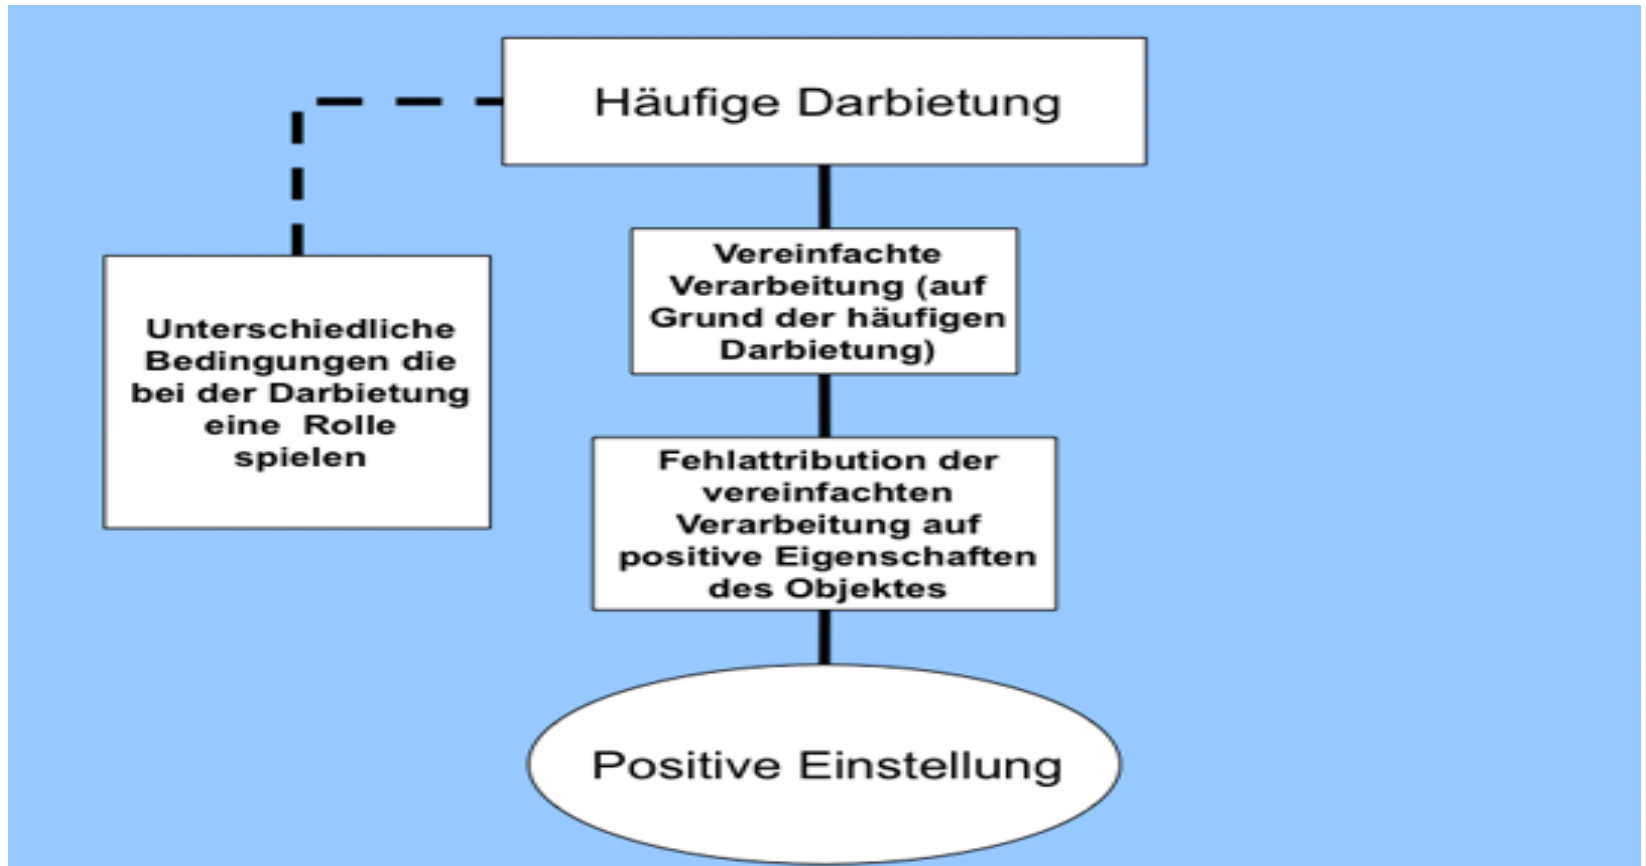 Häufige Darbietung
Vereinfachte
Verarbeitung (auf
Grund der häufigen
Darbietung)
Unterschiedliche
Bedingungen die
bei der Darbietung
eine Rolle
spielen
Fehlattribution der
vereinfachten
Verarbeitung auf
positive Eigenschaften
des Objektes
Positive Einstellung